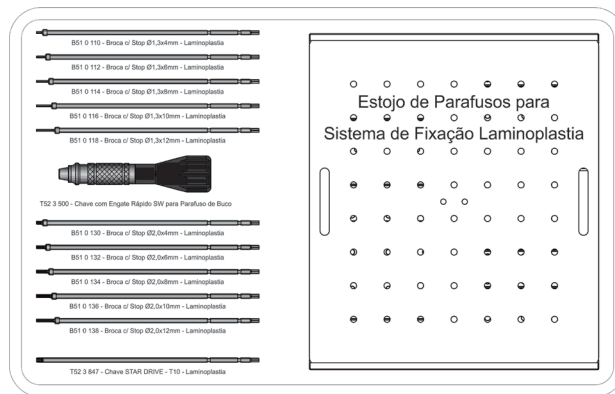 B51 0 110 - Broca c/ Stop Ø1,3x4mm - Laminoplastia
B51 0 112 - Broca c/ Stop Ø1,3x6mm - Laminoplastia
B51 0 114 - Broca c/ Stop Ø1,3x8mm - Laminoplastia
B51 0 116 - Broca c/ Stop Ø1,3x10mm - Laminoplastia
B51 0 118 - Broca c/ Stop Ø1,3x12mm - Laminoplastia
T52 3 500 - Chave com Engate Rápido SW para Parafuso de Buco
B51 0 130 - Broca c/ Stop Ø2,0x4mm - Laminoplastia
B51 0 132 - Broca c/ Stop Ø2,0x6mm - Laminoplastia
B51 0 134 - Broca c/ Stop Ø2,0x8mm - Laminoplastia
B51 0 136 - Broca c/ Stop Ø2,0x10mm - Laminoplastia
B51 0 138 - Broca c/ Stop Ø2,0x12mm - Laminoplastia
T52 3 847 - Chave STAR DRIVE - T10 - Laminoplastia
Estojo de Parafusos para
Sistema de Fixação Laminoplastia